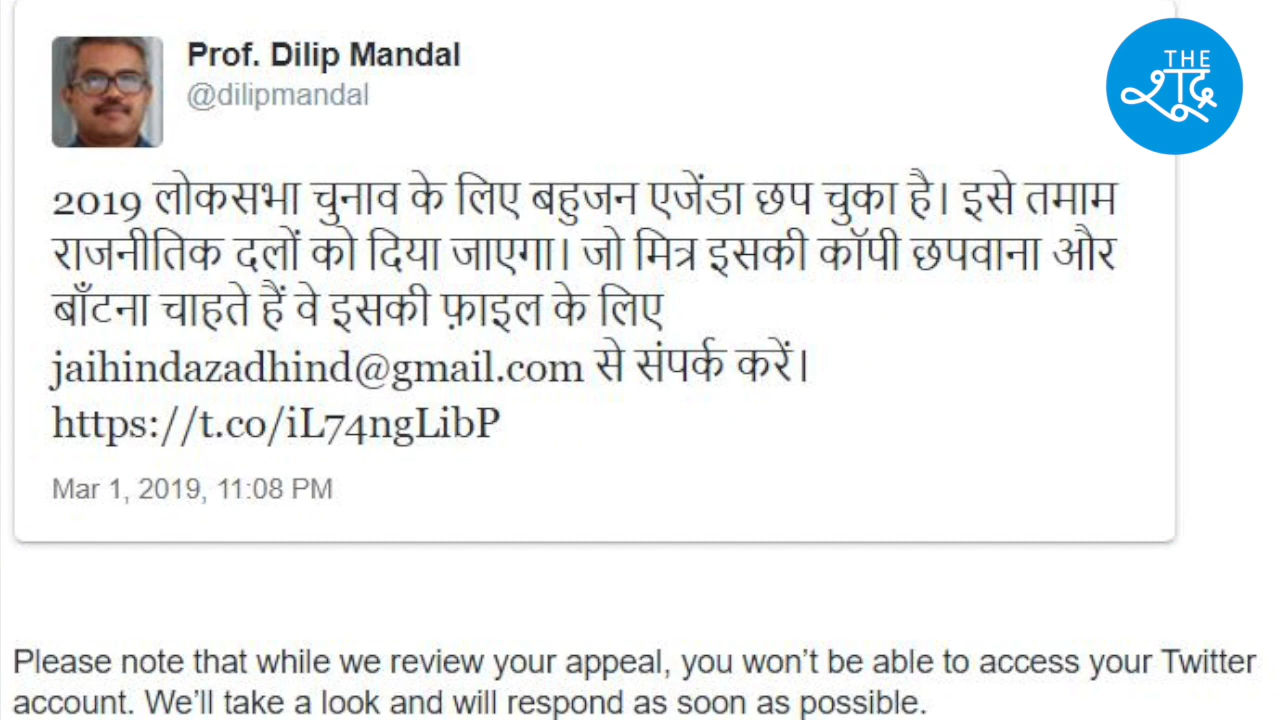 Prof. Dilip Mandal
@dilipmandal
THE
शूद्र
2019 लोकसभा चुनाव के लिए बहुजन एजेंडा छप चुका है। इसे तमाम
राजनीतिक दलों को दिया जाएगा। जो मित्र इसकी कॉपी छपवाना और
बाँटना चाहते हैं वे इसकी फ़ाइल के लिए
jaihindazadhind@gmail.com से संपर्क करें।
https://t.co/iL74ngLibP
Mar 1, 2019, 11:08 PM
Please note that while we review your appeal, you won’t be able to access your Twitter
account. We’ll take a look and will respond as soon as possible.